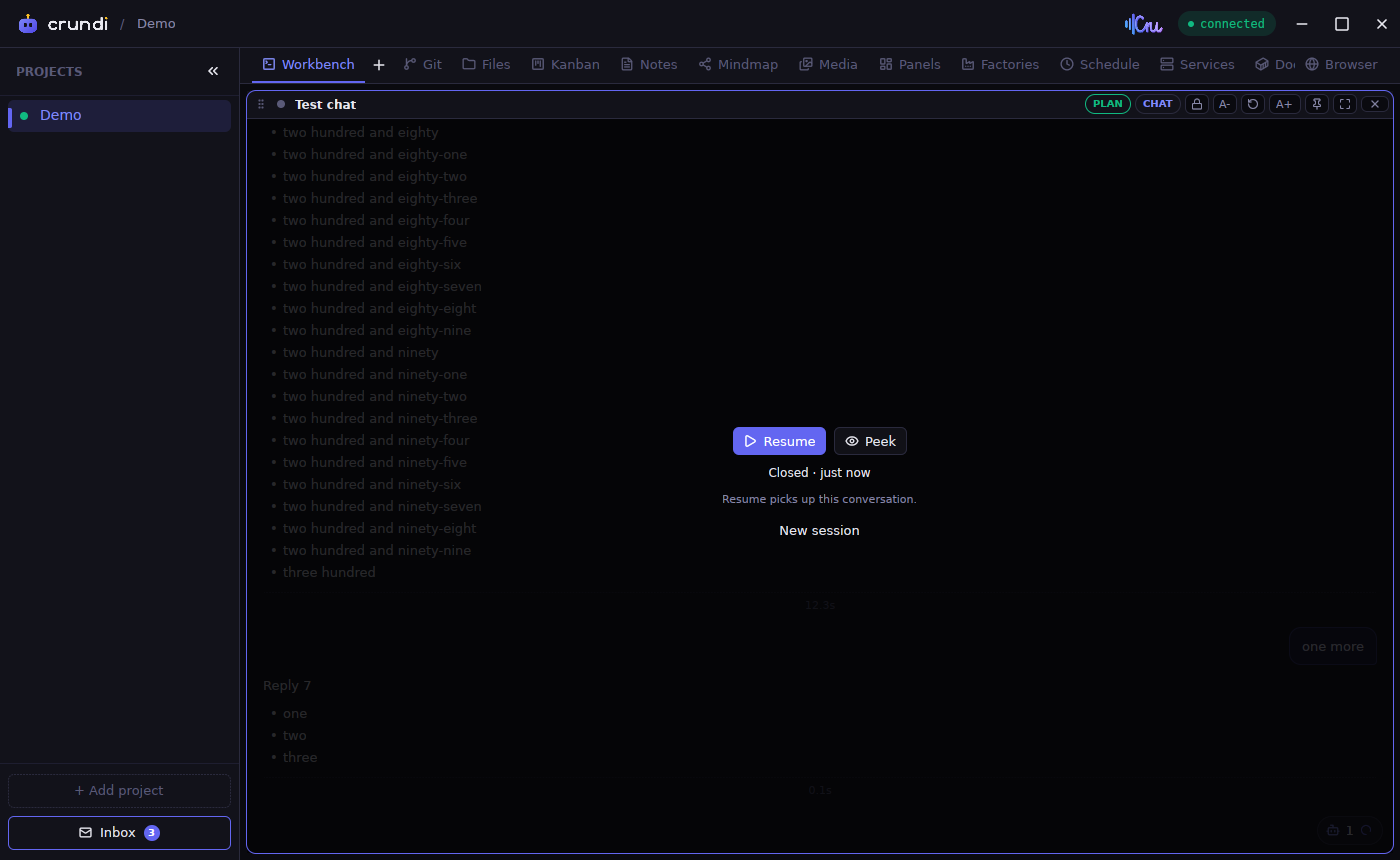 crundi / Demo
Cru
connected
PROJECTS
Demo
+ Add project
Inbox 3
Workbench + Git Files Kanban Notes Mindmap Media Panels Factories Schedule Services Do Browser
Test chat
PLAN CHAT A- A+
• two hundred and eighty
• two hundred and eighty-one
• two hundred and eighty-two
• two hundred and eighty-three
• two hundred and eighty-four
• two hundred and eighty-five
• two hundred and eighty-six
• two hundred and eighty-seven
• two hundred and eighty-eight
• two hundred and eighty-nine
• two hundred and ninety
• two hundred and ninety-one
• two hundred and ninety-two
• two hundred and ninety-three
• two hundred and ninety-four
• two hundred and ninety-five
• two hundred and ninety-six
• two hundred and ninety-seven
• two hundred and ninety-eight
• two hundred and ninety-nine
• three hundred
Resume Peek
Closed · just now
Resume picks up this conversation.
New session
12.3s
one more
Reply 7
• one
• two
• three
0.1s
1